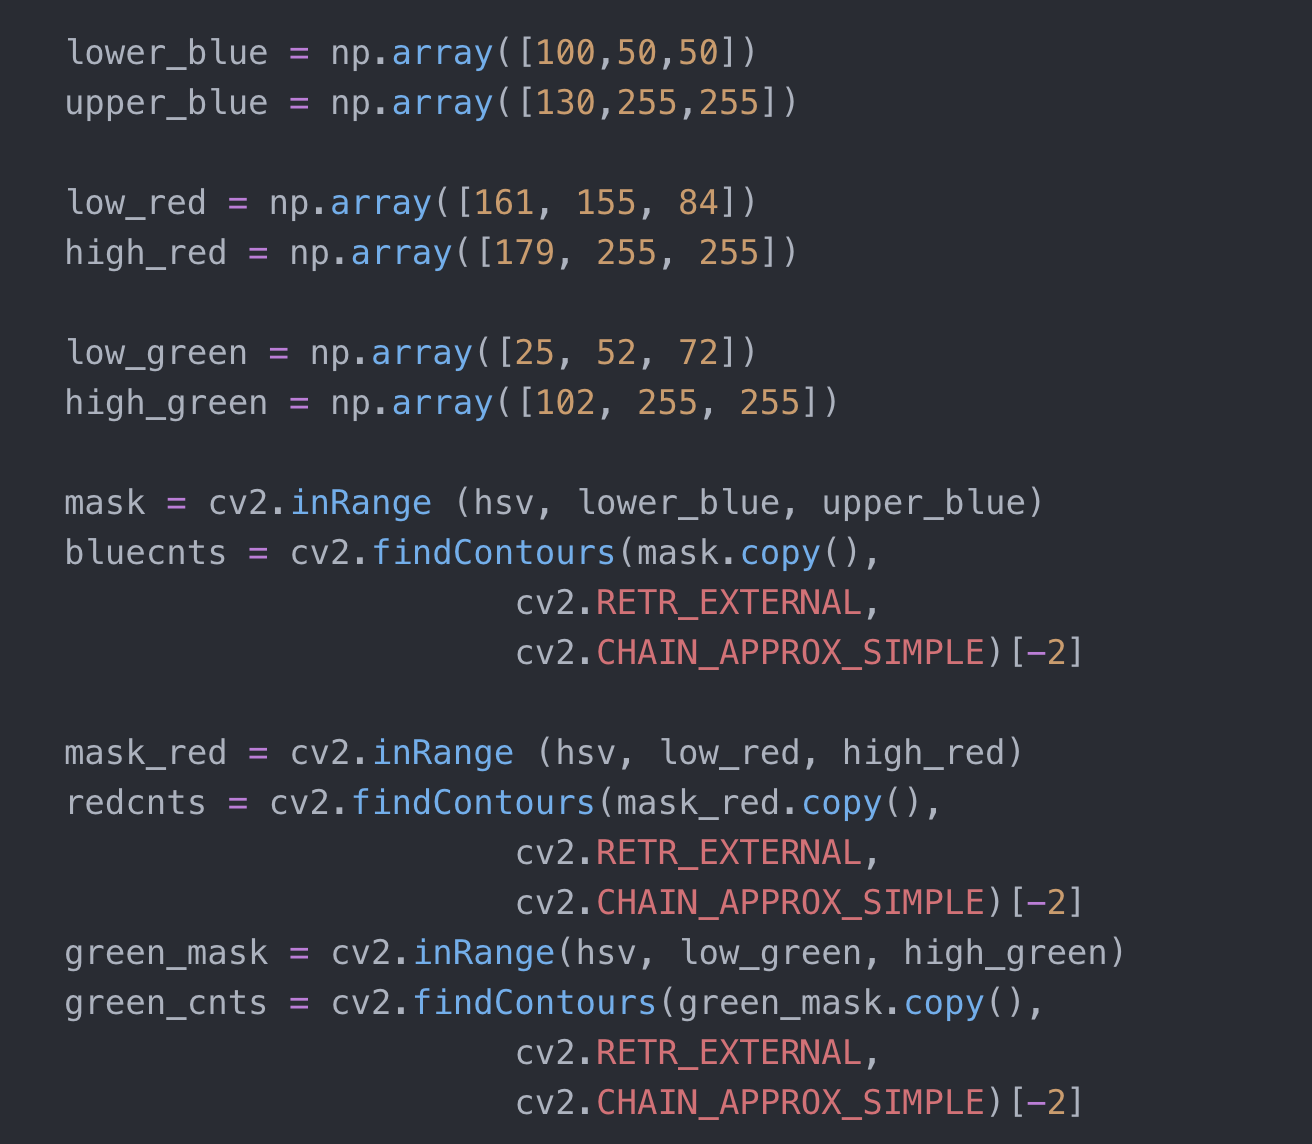 lower_blue = np.array([100,50,50])
upper_blue = np.array([130,255,255])
low_red = np.array([161, 155, 84])
high_red = np.array([179, 255, 255])
low_green = np.array([25, 52, 72])
high_green = np.array([102, 255, 255])
mask = cv2.inRange (hsv, lower_blue, upper_blue)
bluecnts = cv2.findContours(mask.copy(),
cv2.RETR_EXTERNAL,
cv2.CHAIN_APPROX_SIMPLE)[-2]
mask_red = cv2.inRange (hsv, low_red, high_red)
redcnts = cv2.findContours(mask_red.copy(),
cv2.RETR_EXTERNAL,
cv2.CHAIN_APPROX_SIMPLE)[-2]
green_mask = cv2.inRange(hsv, low_green, high_green)
green_cnts = cv2.findContours(green_mask.copy(),
cv2.RETR_EXTERNAL,
cv2.CHAIN_APPROX_SIMPLE)[-2]